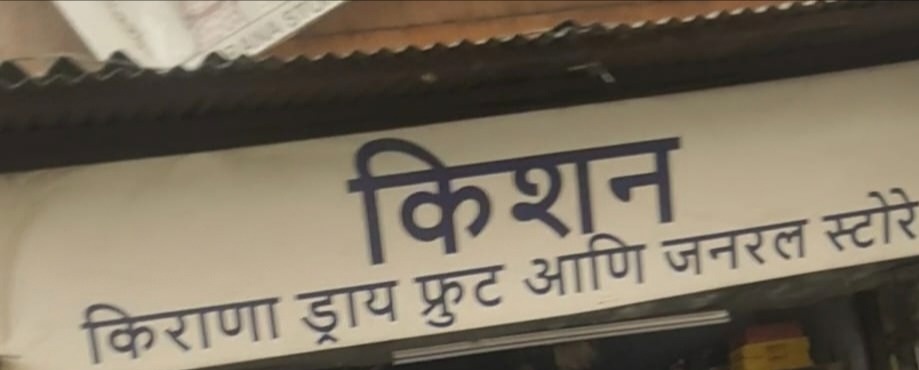 किशन
किराणा ड्राय फ्रुट आणि जनरल स्टोरे